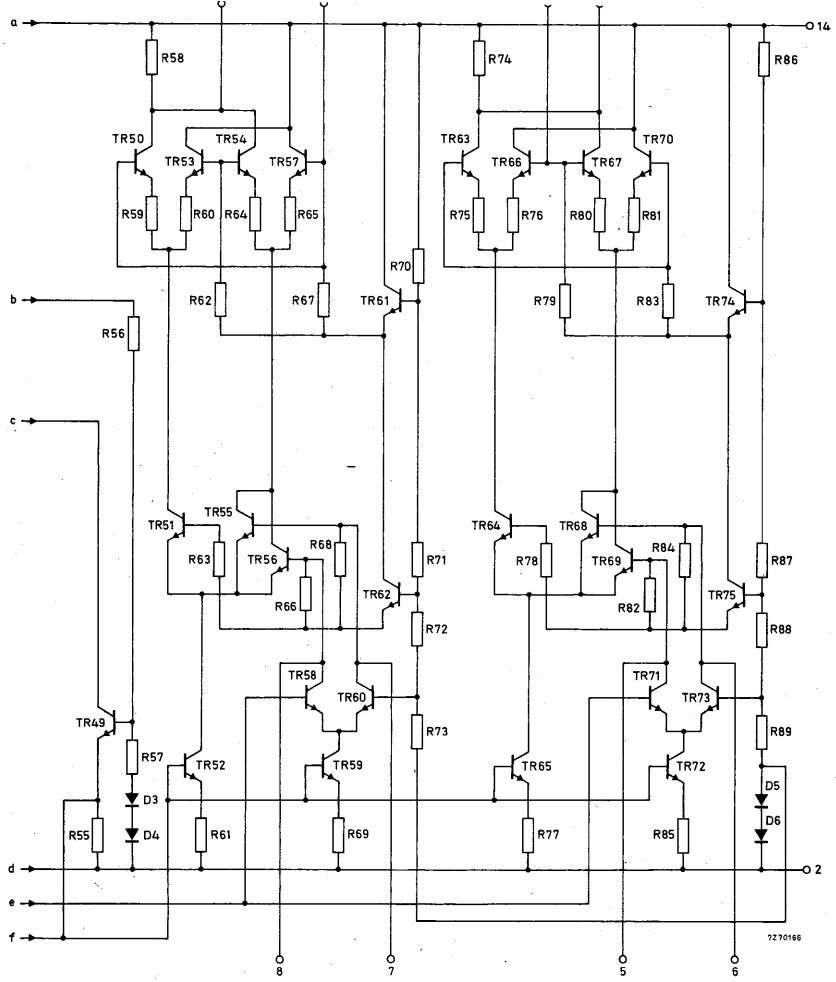 a
14
R58
R74
R86
TR50
TR53
TR54
TR57
TR63
TR66
TR67
TR70
R59
R60
R64
R65
R75
R76
R80
R81
R70
R62
R67
TR61
R79
R83
TR74
b
R56
c
TR51
TR55
TR56
R63
R68
R66
R71
TR62
R72
TR64
TR68
TR69
R78
R84
R82
R87
TR75
R88
TR58
TR60
TR71
TR73
TR49
R57
R73
R89
TR52
TR59
TR65
TR72
D3
D4
D5
D6
R55
R61
R69
R77
R85
d
2
e
f
7Z70166
8
7
5
6